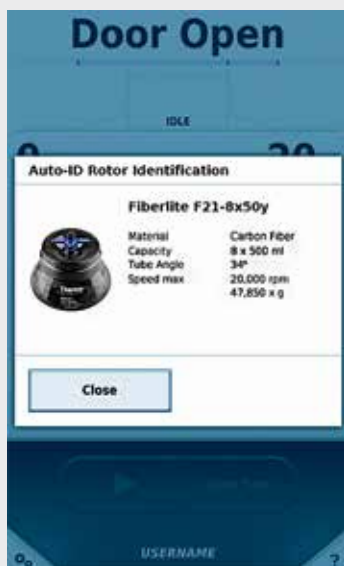 Door Open
IDLE
Auto-ID Rotor Identification
Fiberlite F21-8x50y
Material Carbon Fiber
Capacity 8 x 500 ml
Tube Angle 34°
Speed max 20,000 rpm
47,850 x g
Close
USERNAME
?